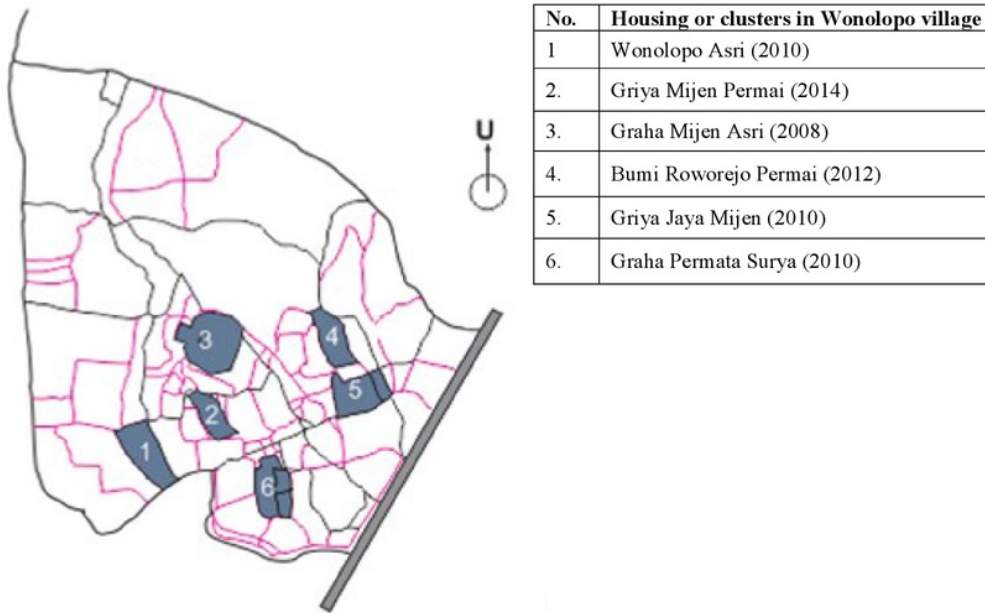 No. Housing or clusters in Wonolopo village
1 Wonolopo Asri (2010)
2. Griya Mijen Permai (2014)
3. Graha Mijen Asri (2008)
4. Bumi Roworejo Permai (2012)
5. Griya Jaya Mijen (2010)
6. Graha Permata Surya (2010)
U
3
4
5
2
1
6